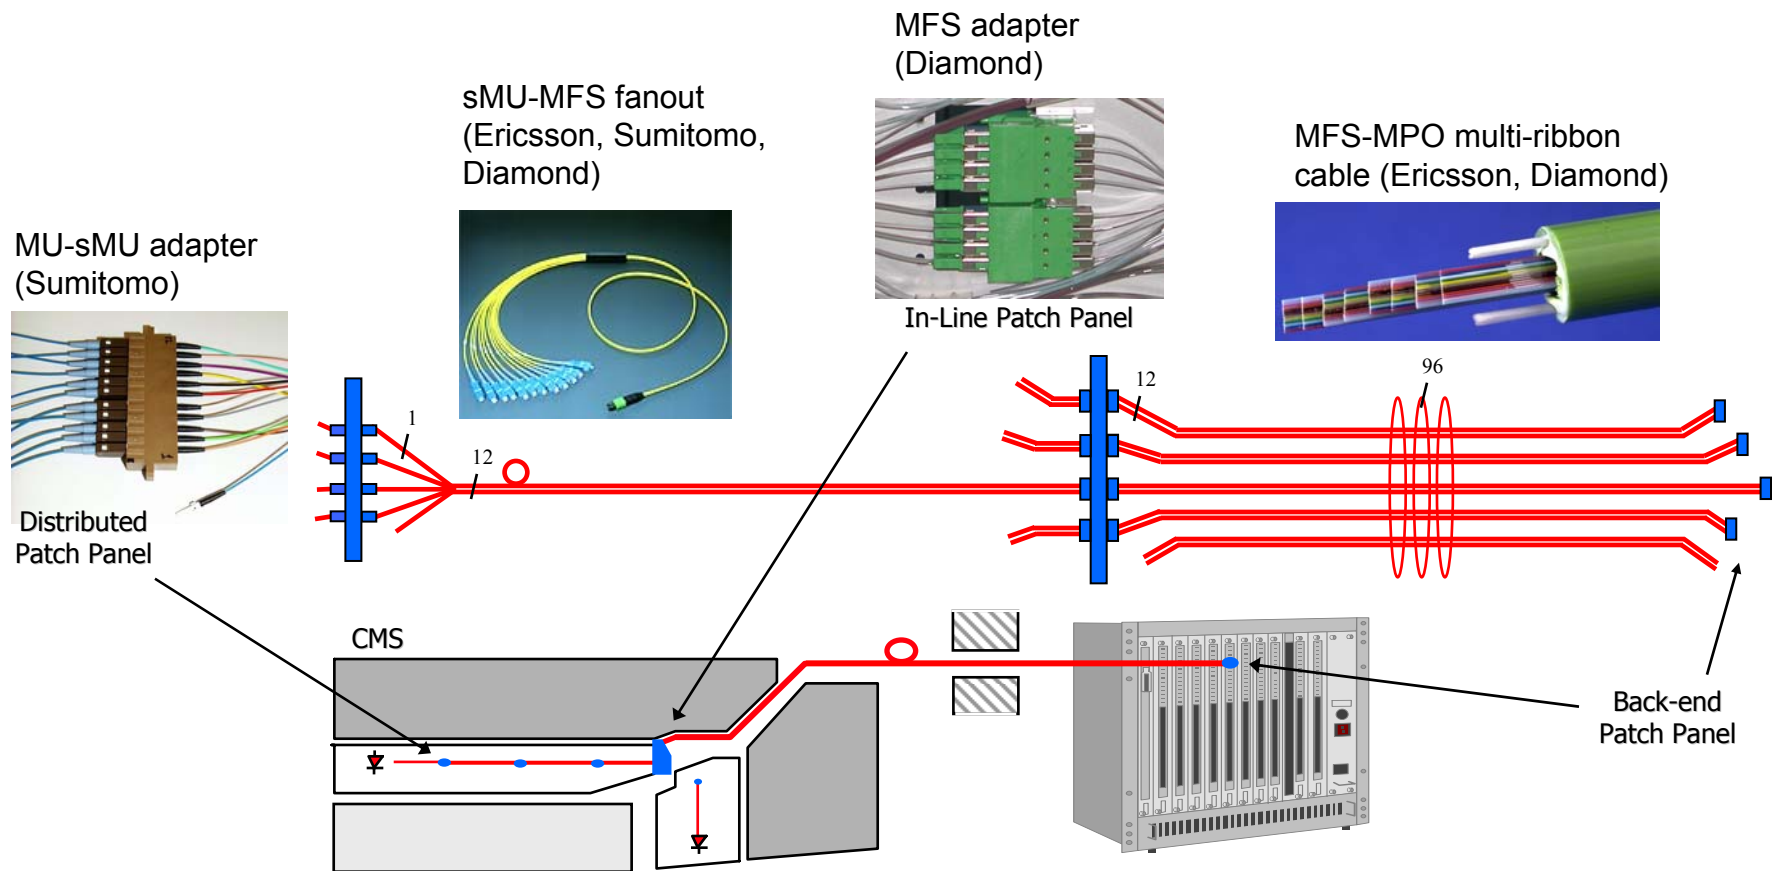 MFS adapter
(Diamond)
sMU-MFS fanout
(Ericsson, Sumitomo,
Diamond)
MFS-MPO multi-ribbon
cable (Ericsson, Diamond)
MU-sMU adapter
(Sumitomo)
In-Line Patch Panel
1
12
12
96
Distributed
Patch Panel
CMS
Back-end
Patch Panel